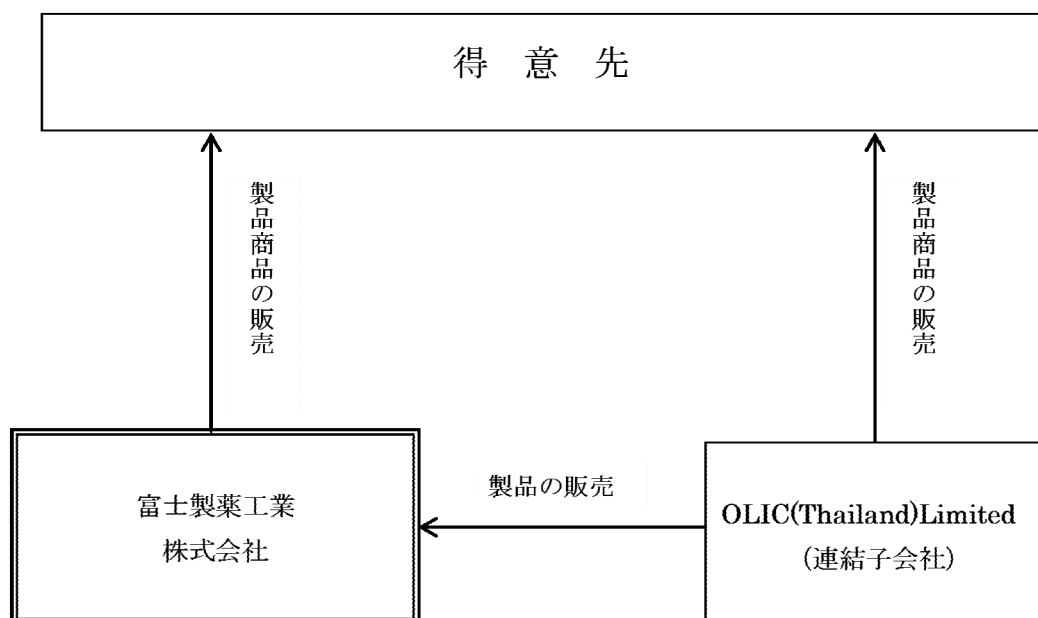 得 意 先
製品商品の販売
製品商品の販売
製品の販売
富士製薬工業
株式会社
OLIC(Thailand)Limited
(連結子会社)